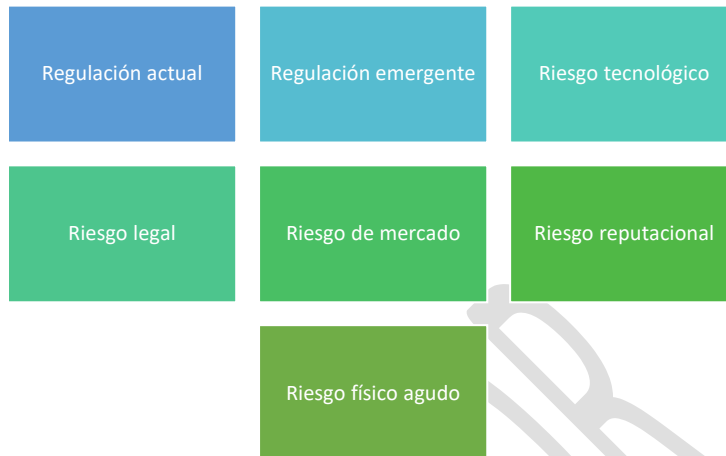 Regulación actual
Regulación emergente
Riesgo tecnológico
Riesgo legal
Riesgo de mercado
Riesgo reputacional
Riesgo físico agudo